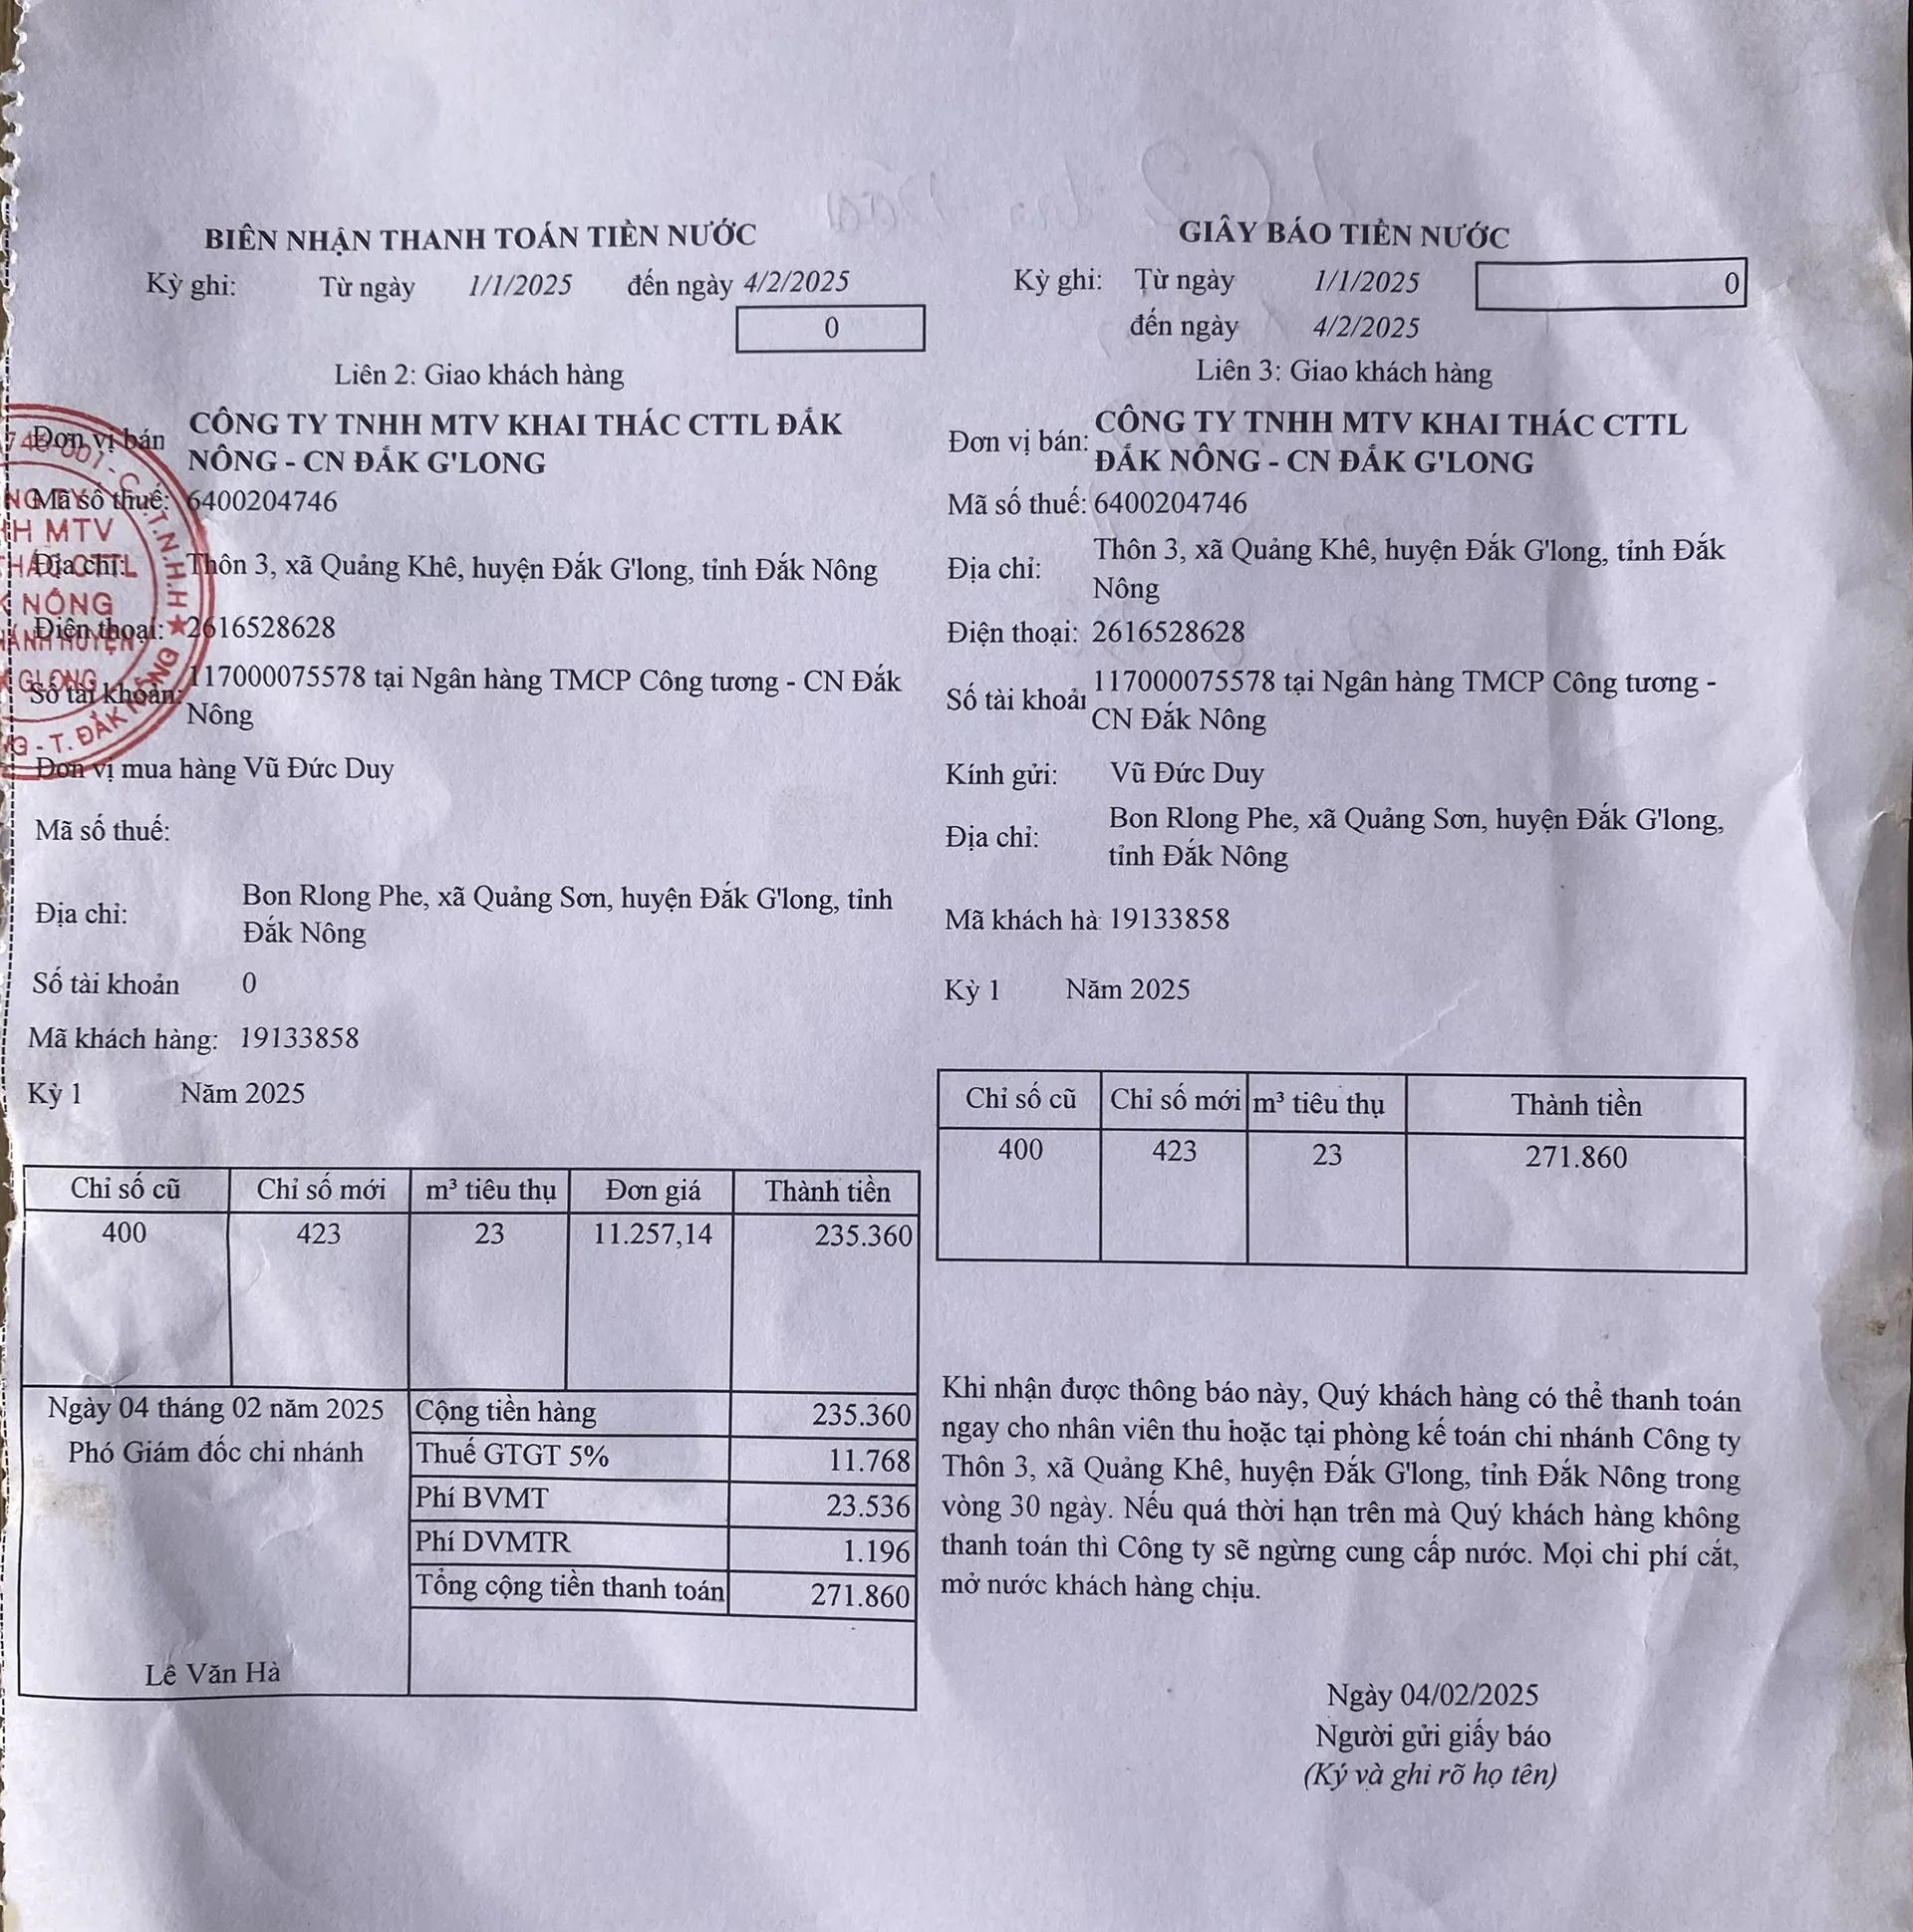 BIÊN NHẬN THANH TOÁN TIỀN NƯỚC
Kỳ ghi: Từ ngày 1/1/2025 đến ngày 4/2/2025
0
Liên 2: Giao khách hàng
Đơn vị bán CÔNG TY TNHH MTV KHAI THÁC CTTL ĐẮK
NÔNG - CN ĐẮK G'LONG
Mã số thuế: 6400204746
Địa chỉ: Thôn 3, xã Quảng Khê, huyện Đắk G'long, tỉnh Đắk Nông
Điện thoại: 2616528628
Số tài khoản: 117000075578 tại Ngân hàng TMCP Công tương - CN Đắk
Nông
Đơn vị mua hàng Vũ Đức Duy
Mã số thuế:
Địa chỉ: Bon Rlong Phe, xã Quảng Sơn, huyện Đắk G'long, tỉnh
Đắk Nông
Số tài khoản 0
Mã khách hàng: 19133858
Kỳ 1 Năm 2025
Chỉ số cũ Chỉ số mới m³ tiêu thụ Đơn giá Thành tiền
400 423 23 11.257,14 235.360
Ngày 04 tháng 02 năm 2025 Cộng tiền hàng 235.360
Phó Giám đốc chi nhánh Thuế GTGT 5% 11.768
Phí BVMT 23.536
Phí DVMTR 1.196
Tổng cộng tiền thanh toán 271.860
Lê Văn Hà
H MTV
NÔNG
T.N.H.H
- T. ĐẮK NÔNG
GIẤY BÁO TIỀN NƯỚC
Kỳ ghi: Từ ngày 1/1/2025 0
đến ngày 4/2/2025
Liên 3: Giao khách hàng
Đơn vị bán: CÔNG TY TNHH MTV KHAI THÁC CTTL
ĐẮK NÔNG - CN ĐẮK G'LONG
Mã số thuế: 6400204746
Địa chỉ: Thôn 3, xã Quảng Khê, huyện Đắk G'long, tỉnh Đắk
Nông
Điện thoại: 2616528628
Số tài khoải 117000075578 tại Ngân hàng TMCP Công tương -
CN Đắk Nông
Kính gửi: Vũ Đức Duy
Địa chỉ: Bon Rlong Phe, xã Quảng Sơn, huyện Đắk G'long,
tỉnh Đắk Nông
Mã khách hà 19133858
Kỳ 1 Năm 2025
Chỉ số cũ Chỉ số mới m³ tiêu thụ Thành tiền
400 423 23 271.860
Khi nhận được thông báo này, Quý khách hàng có thể thanh toán
ngay cho nhân viên thu hoặc tại phòng kế toán chi nhánh Công ty
Thôn 3, xã Quảng Khê, huyện Đắk G'long, tỉnh Đắk Nông trong
vòng 30 ngày. Nếu quá thời hạn trên mà Quý khách hàng không
thanh toán thì Công ty sẽ ngừng cung cấp nước. Mọi chi phí cắt,
mở nước khách hàng chịu.
Ngày 04/02/2025
Người gửi giấy báo
(Ký và ghi rõ họ tên)